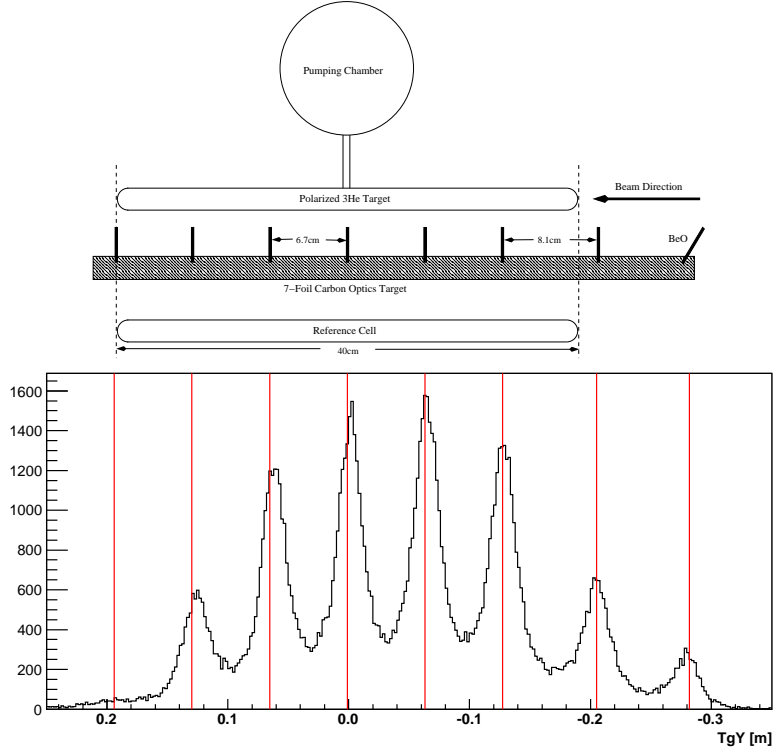 Pumping Chamber
Polarized 3He Target
Beam Direction
6.7cm
8.1cm
BeO
7−Foil Carbon Optics Target
Reference Cell
40cm
1600
1400
1200
1000
800
600
400
200
0
0.2 0.1 0.0 -0.1 -0.2 -0.3
TgY [m]